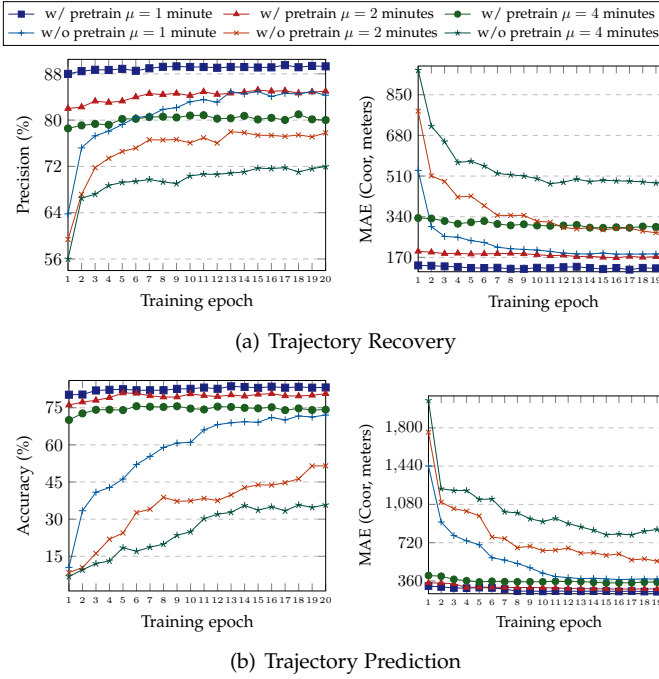 w/ pretrain μ = 1 minute w/ pretrain μ = 2 minutes w/ pretrain μ = 4 minutes
w/o pretrain μ = 1 minute w/o pretrain μ = 2 minutes w/o pretrain μ = 4 minutes
Precision (%)
88
80
72
64
56
1 2 3 4 5 6 7 8 9 10 11 12 13 14 15 16 17 18 19 20
Training epoch
MAE (Coor, meters)
850
680
510
340
170
1 2 3 4 5 6 7 8 9 10 11 12 13 14 15 16 17 18 19
Training epoch
(a) Trajectory Recovery
Accuracy (%)
75
60
45
30
15
1 2 3 4 5 6 7 8 9 10 11 12 13 14 15 16 17 18 19 20
Training epoch
MAE (Coor, meters)
1,800
1,440
1,080
720
360
1 2 3 4 5 6 7 8 9 10 11 12 13 14 15 16 17 18 19
Training epoch
(b) Trajectory Prediction